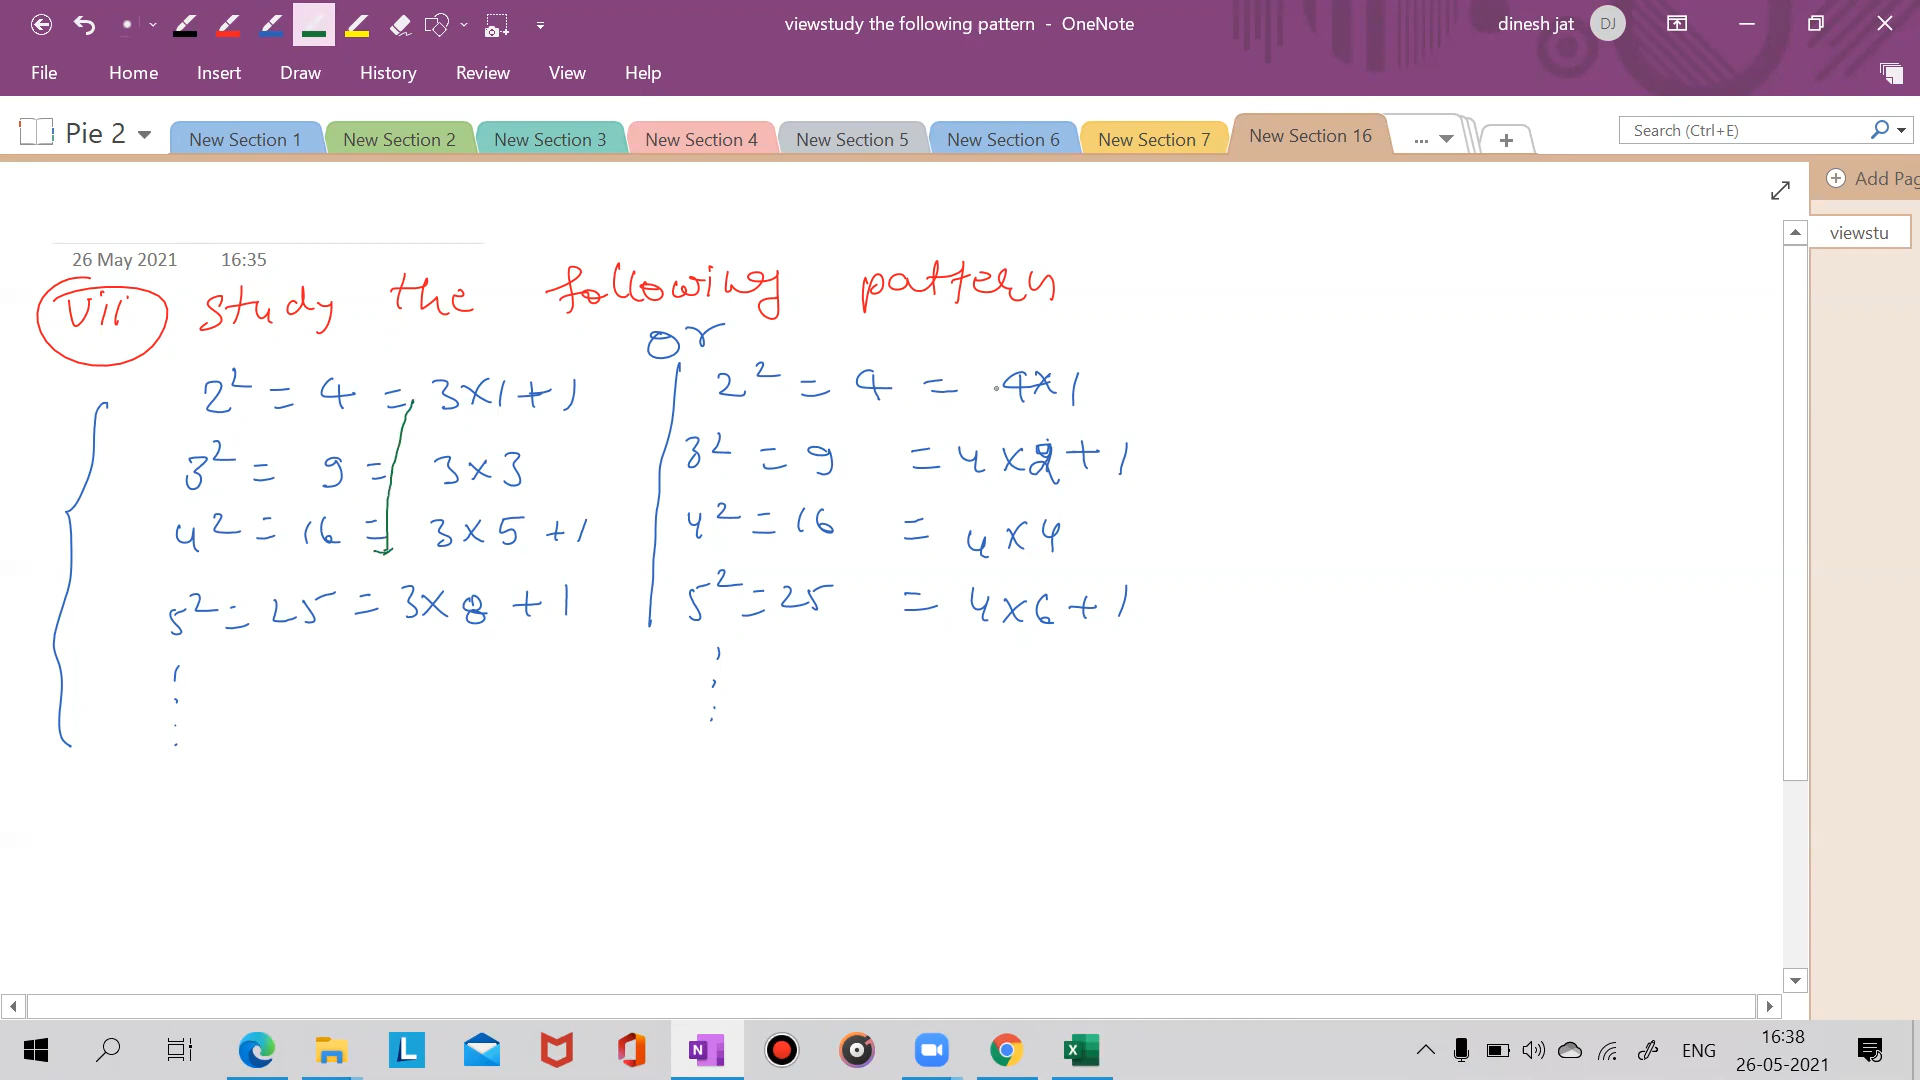 viewstudy the following pattern - OneNote
dinesh jat DJ
File Home Insert Draw History Review View Help
Pie 2 New Section 1 New Section 2 New Section 3 New Section 4 New Section 5 New Section 6 New Section 7 New Section 16 ... + Search (Ctrl+E)
Add Pag
viewstu
26 May 2021 16:35
vii study the following pattern
or
2² = 4 = 3×1+1
3² = 9 = 3×3
4² = 16 = 3×5+1
5² = 25 = 3×8+1
2² = 4 = 4×1
3² = 9 = 4×2+1
4² = 16 = 4×4
5² = 25 = 4×6+1
L N X
ENG
16:38
26-05-2021